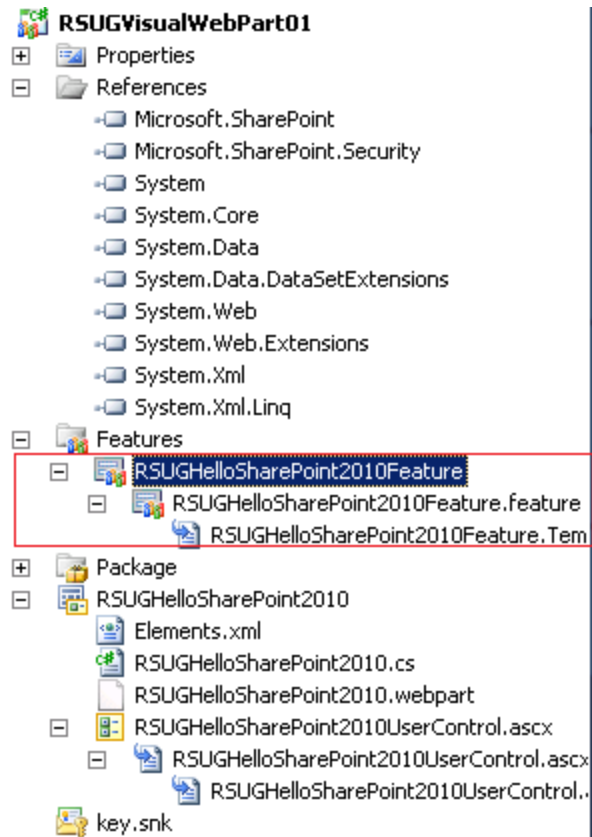 RSUGVisualWebPart01
Properties
References
Microsoft.SharePoint
Microsoft.SharePoint.Security
System
System.Core
System.Data
System.Data.DataSetExtensions
System.Web
System.Web.Extensions
System.Xml
System.Xml.Linq
Features
RSUGHelloSharePoint2010Feature
RSUGHelloSharePoint2010Feature.feature
RSUGHelloSharePoint2010Feature.Tem
Package
RSUGHelloSharePoint2010
Elements.xml
RSUGHelloSharePoint2010.cs
RSUGHelloSharePoint2010.webpart
RSUGHelloSharePoint2010UserControl.ascx
RSUGHelloSharePoint2010UserControl.ascx
RSUGHelloSharePoint2010UserControl.
key.snk